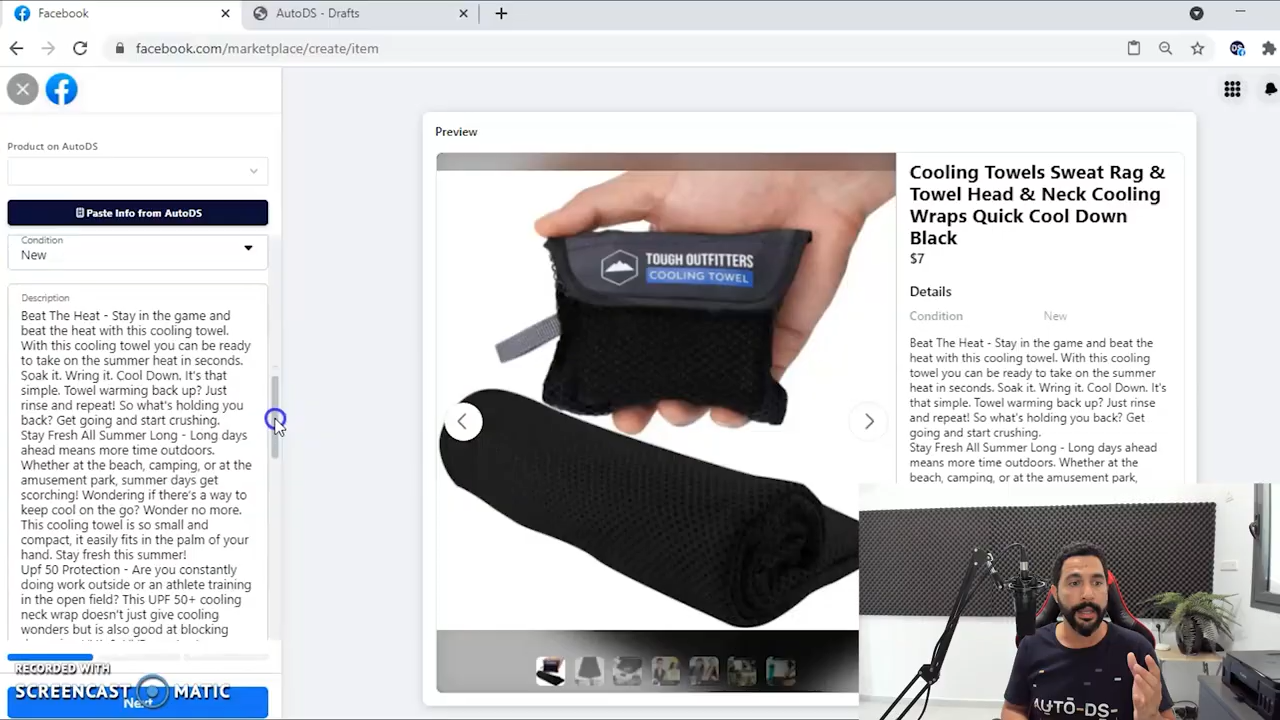 Facebook
AutoDS - Drafts
facebook.com/marketplace/create/item
Product on AutoDS
Paste Info from AutoDS
Condition
New
Description
Beat The Heat - Stay in the game and
beat the heat with this cooling towel.
With this cooling towel you can be ready
to take on the summer heat in seconds.
Soak it. Wring it. Cool Down. It's that
simple. Towel warming back up? Just
rinse and repeat! So what's holding you
back? Get going and start crushing.
Stay Fresh All Summer Long - Long days
ahead means more time outdoors.
Whether at the beach, camping, or at the
amusement park, summer days get
scorching! Wondering if there's a way to
keep cool on the go? Wonder no more.
This cooling towel is so small and
compact, it easily fits in the palm of your
hand. Stay fresh this summer!
Upf 50 Protection - Are you constantly
doing work outside or an athlete training
in the open field? This UPF 50+ cooling
neck wrap doesn't just give cooling
wonders but is also good at blocking
RECORDED WITH
SCREENCAST MATIC
Next
Preview
TOUGH OUTFITTERS
COOLING TOWEL
Cooling Towels Sweat Rag &
Towel Head & Neck Cooling
Wraps Quick Cool Down
Black
$7
Details
Condition New
Beat The Heat - Stay in the game and beat the
heat with this cooling towel. With this cooling
towel you can be ready to take on the summer
heat in seconds. Soak it. Wring it. Cool Down. It's
that simple. Towel warming back up? Just rinse
and repeat! So what's holding you back? Get
going and start crushing.
Stay Fresh All Summer Long - Long days ahead
means more time outdoors. Whether at the
beach, camping, or at the amusement park,
AUTO-DS-